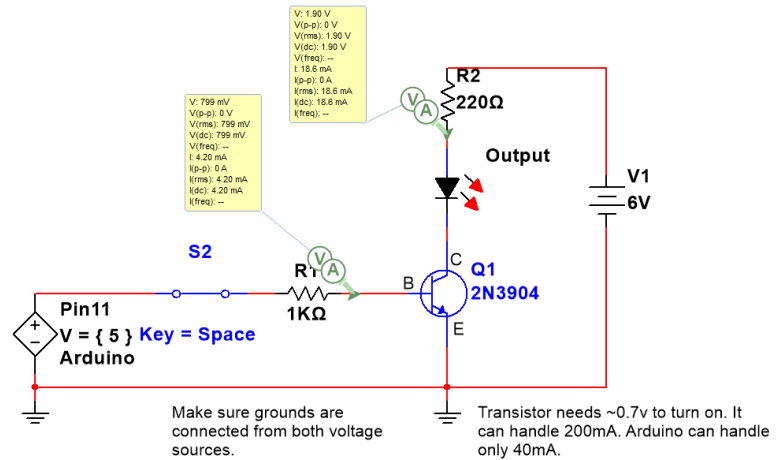 V: 1.90 V
V(p-p): 0 V
V(rms): 1.90 V
V(dc): 1.90 V
V(freq): --
I: 18.6 mA
I(p-p): 0 A
I(rms): 18.6 mA
I(dc): 18.6 mA
I(freq): --
R2
220Ω
V
A
V: 799 mV
V(p-p): 0 V
V(rms): 799 mV
V(dc): 799 mV
V(freq): --
I: 4.20 mA
I(p-p): 0 A
I(rms): 4.20 mA
I(dc): 4.20 mA
I(freq): --
Output
V1
6V
S2
V
A
R1
1KΩ
C
B
E
Q1
2N3904
Pin11
V = { 5 }
Arduino
Key = Space
Make sure grounds are
connected from both voltage
sources.
Transistor needs ~0.7v to turn on. It
can handle 200mA. Arduino can handle
only 40mA.